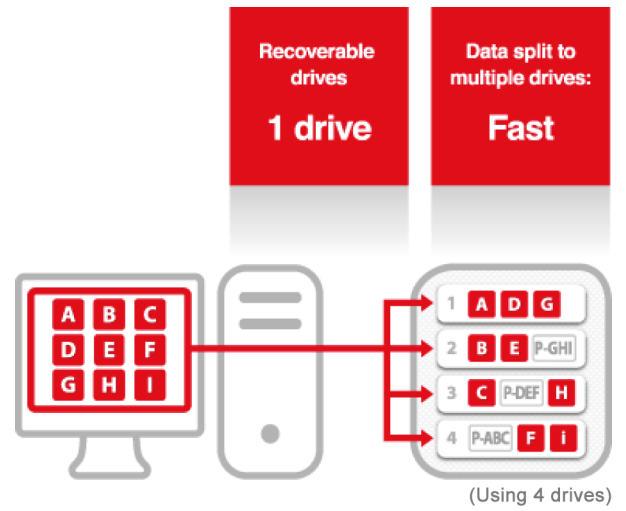 Recoverable
drives
1 drive
Data split to
multiple drives:
Fast
A B C
D E F
G H I
1 A D G
2 B E P-GHI
3 C P-DEF H
4 P-ABC F i
(Using 4 drives)